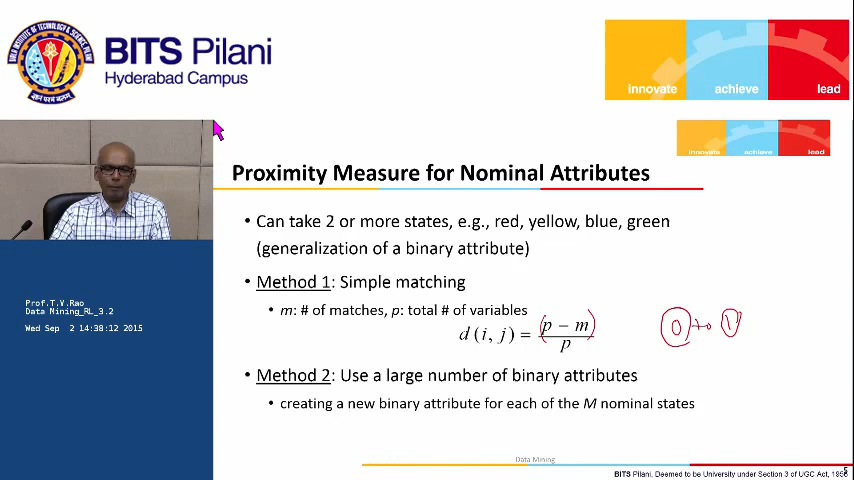 BITS Pilani
Hyderabad Campus
innovate achieve lead
innovate achieve lead
Proximity Measure for Nominal Attributes
• Can take 2 or more states, e.g., red, yellow, blue, green
(generalization of a binary attribute)
• Method 1: Simple matching
• m: # of matches, p: total # of variables
d (i, j) = (p − m) / p
0 to 1
• Method 2: Use a large number of binary attributes
• creating a new binary attribute for each of the M nominal states
Prof.T.V.Rao
Data Mining_RL_3.2
Wed Sep 2 14:38:12 2015
Data Mining
BITS Pilani, Deemed to be University under Section 3 of UGC Act, 1956